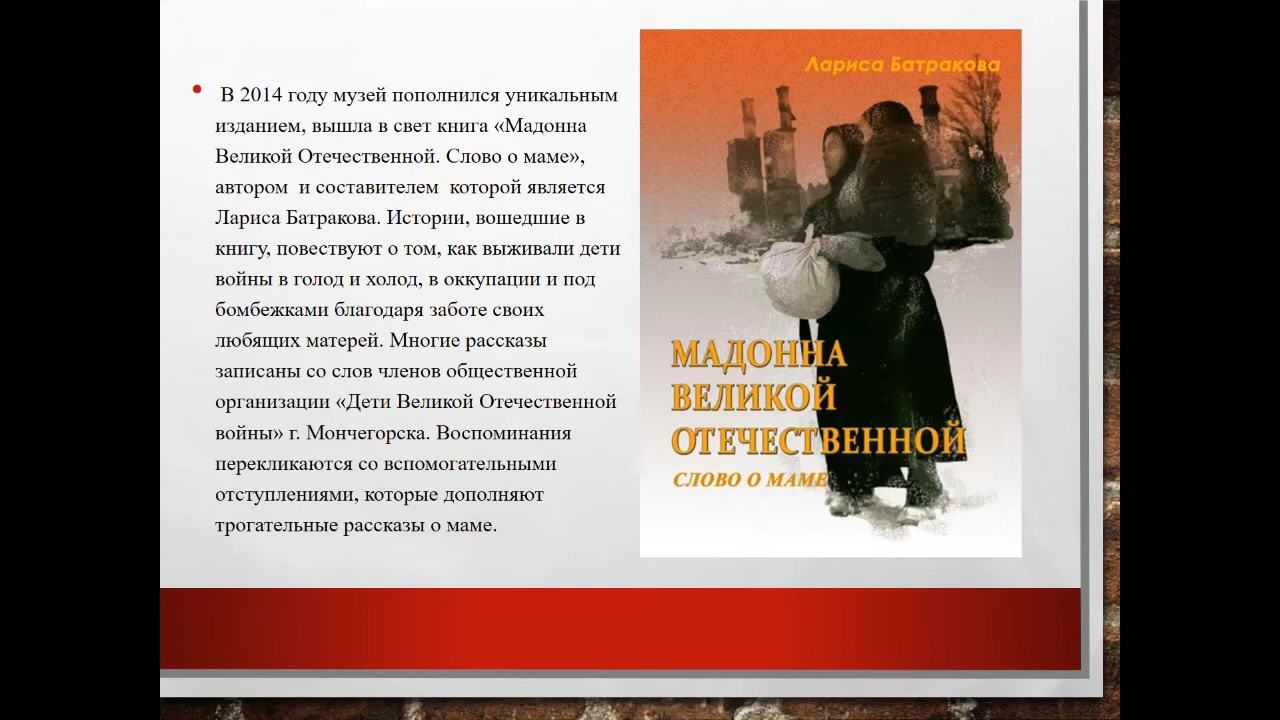 • В 2014 году музей пополнился уникальным
изданием, вышла в свет книга «Мадонна
Великой Отечественной. Слово о маме»,
автором  и составителем  которой является
Лариса Батракова. Истории, вошедшие в
книгу, повествуют о том, как выживали дети
войны в голод и холод, в оккупации и под
бомбежками благодаря заботе своих
любящих матерей. Многие рассказы
записаны со слов членов общественной
организации «Дети Великой Отечественной
войны» г. Мончегорска. Воспоминания
перекликаются со вспомогательными
отступлениями, которые дополняют
трогательные рассказы о маме.
Лариса Батракова
МАДОННА
ВЕЛИКОЙ
ОТЕЧЕСТВЕННОЙ
СЛОВО О МАМЕ